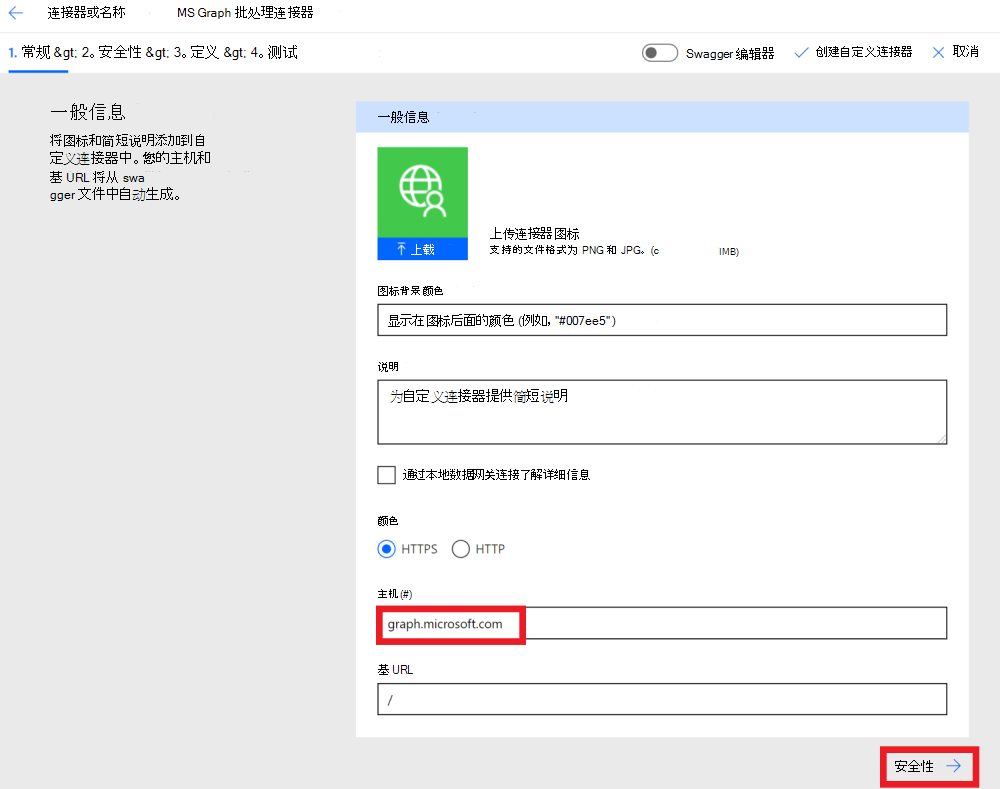 连接器或名称 MS Graph 批处理连接器
1. 常规 &gt; 2。安全性 &gt; 3。定义 &gt; 4。测试 Swagger 编辑器 创建自定义连接器 取消
一般信息
将图标和简短说明添加到自
定义连接器中。您的主机和
基 URL 将从 swa
gger 文件中自动生成。
一般信息
上载
上传连接器图标
支持的文件格式为 PNG 和 JPG。(c IMB)
图标背景颜色
显示在图标后面的颜色 (例如, "#007ee5")
说明
为自定义连接器提供简短说明
通过本地数据网关连接了解详细信息
颜色
HTTPS HTTP
主机 (#)
graph.microsoft.com
基 URL
/
安全性